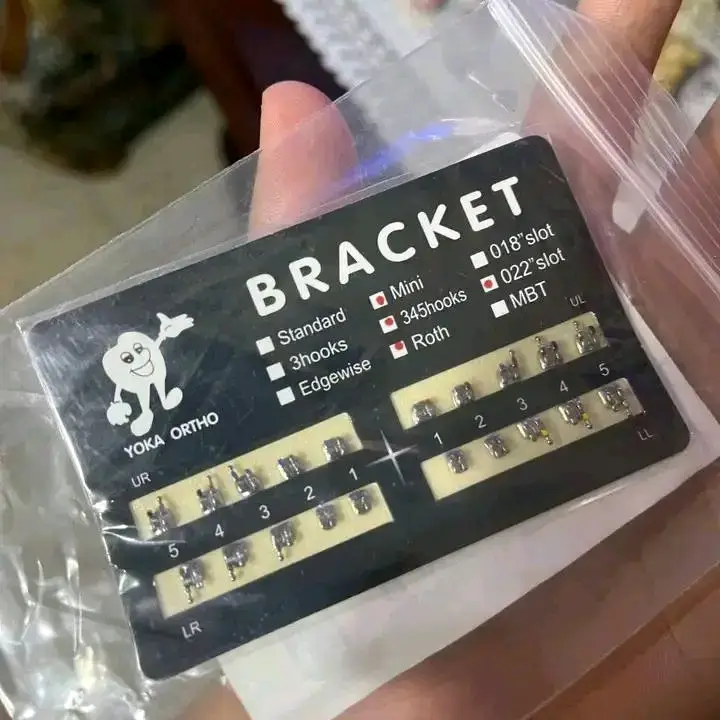 BRACKET
Standard
Mini
018"slot
3hooks
345hooks
022"slot
Edgewise
Roth
MBT
YOKA ORTHO
UR
UL
5 4 3 2 1
1 2 3 4 5
LR
LL